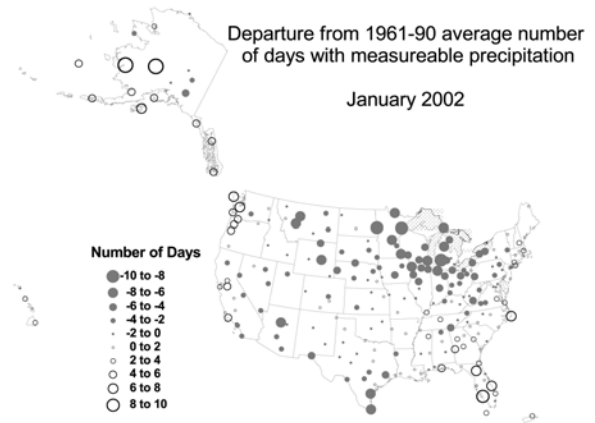 Departure from 1961-90 average number
of days with measureable precipitation
January 2002
Number of Days
-10 to -8
-8 to -6
-6 to -4
-4 to -2
-2 to 0
0 to 2
2 to 4
4 to 6
6 to 8
8 to 10